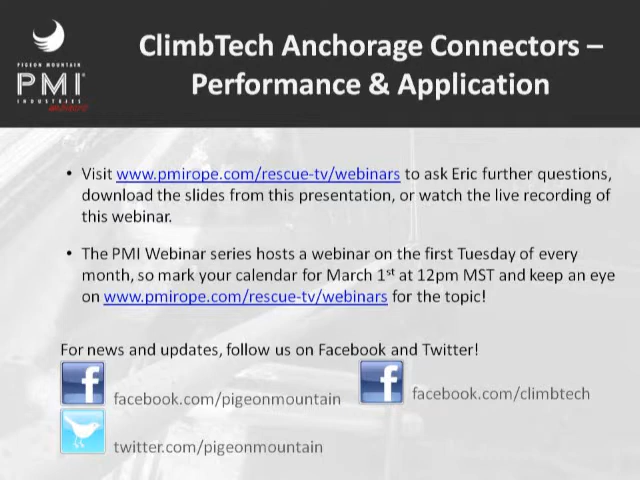 ClimbTech Anchorage Connectors –
Performance & Application
PIGEON MOUNTAIN
PMI®
INDUSTRIES
• Visit www.pmirope.com/rescue-tv/webinars to ask Eric further questions,
download the slides from this presentation, or watch the live recording of
this webinar.
• The PMI Webinar series hosts a webinar on the first Tuesday of every
month, so mark your calendar for March 1st at 12pm MST and keep an eye
on www.pmirope.com/rescue-tv/webinars for the topic!
For news and updates, follow us on Facebook and Twitter!
f facebook.com/pigeonmountain
f facebook.com/climbtech
twitter.com/pigeonmountain